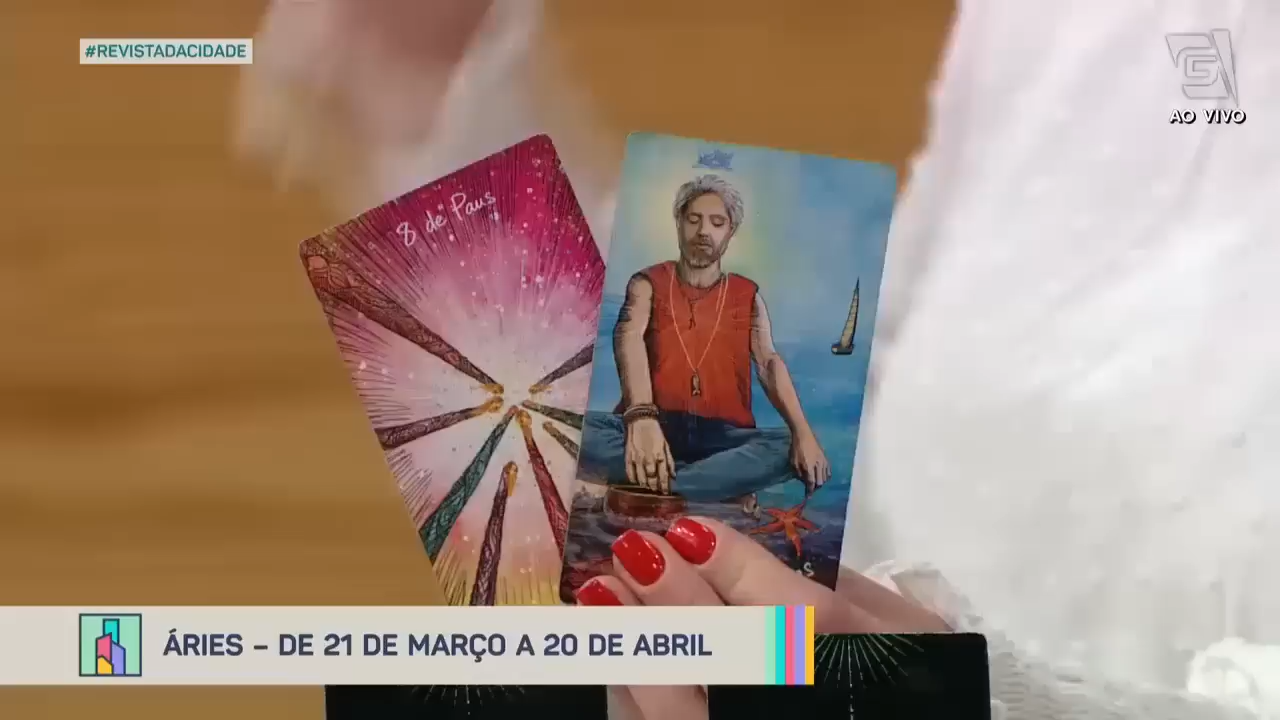 #REVISTADACIDADE
G
AO VIVO
8 de Paus
ÁRIES – DE 21 DE MARÇO A 20 DE ABRIL